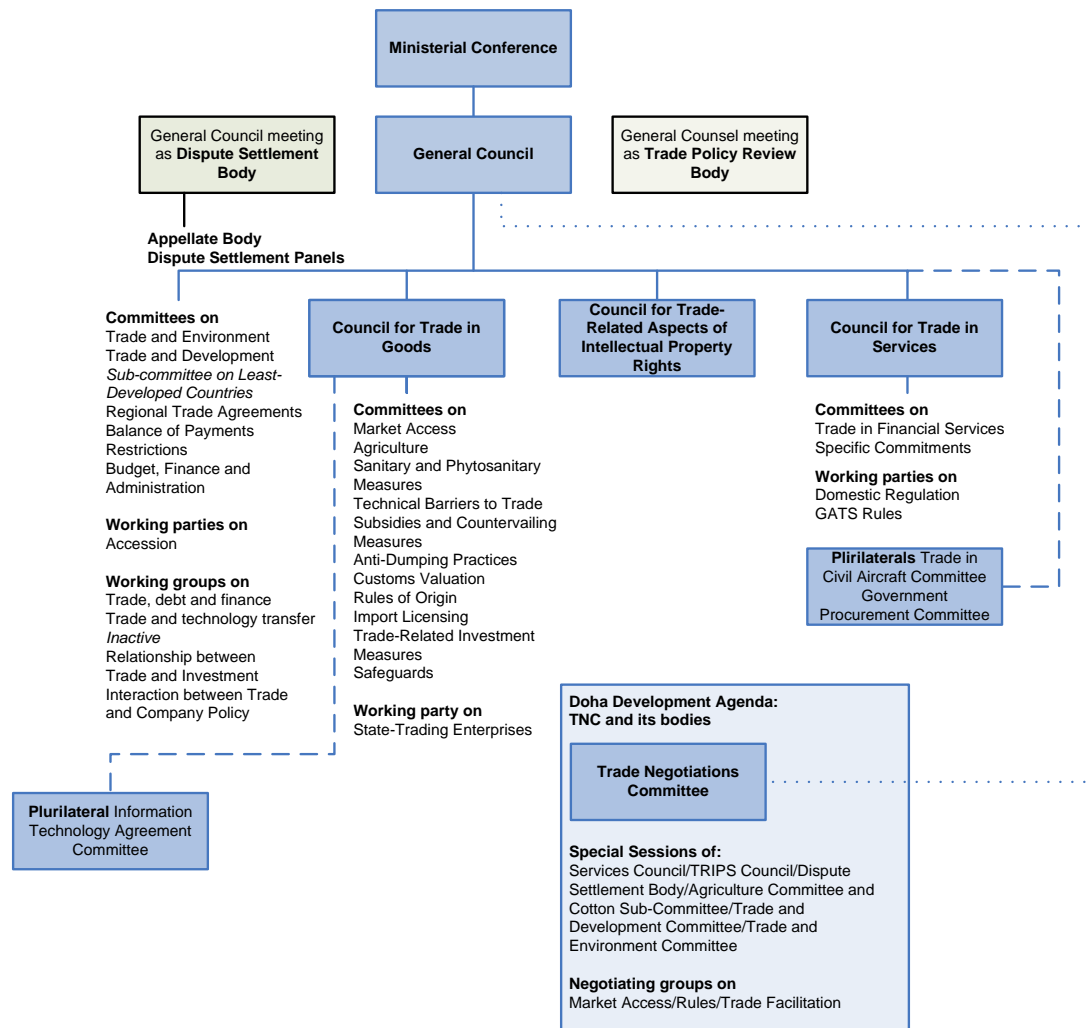 Ministerial Conference
General Council meeting
as Dispute Settlement
Body
General Council
General Counsel meeting
as Trade Policy Review
Body
Appellate Body
Dispute Settlement Panels
Committees on
Trade and Environment
Trade and Development
Sub-committee on Least-
Developed Countries
Regional Trade Agreements
Balance of Payments
Restrictions
Budget, Finance and
Administration
Working parties on
Accession
Working groups on
Trade, debt and finance
Trade and technology transfer
Inactive
Relationship between
Trade and Investment
Interaction between Trade
and Company Policy
Council for Trade in
Goods
Committees on
Market Access
Agriculture
Sanitary and Phytosanitary
Measures
Technical Barriers to Trade
Subsidies and Countervailing
Measures
Anti-Dumping Practices
Customs Valuation
Rules of Origin
Import Licensing
Trade-Related Investment
Measures
Safeguards
Working party on
State-Trading Enterprises
Council for Trade-
Related Aspects of
Intellectual Property
Rights
Council for Trade in
Services
Committees on
Trade in Financial Services
Specific Commitments
Working parties on
Domestic Regulation
GATS Rules
Plirilaterals Trade in
Civil Aircraft Committee
Government
Procurement Committee
Plurilateral Information
Technology Agreement
Committee
Doha Development Agenda:
TNC and its bodies
Trade Negotiations
Committee
Special Sessions of:
Services Council/TRIPS Council/Dispute
Settlement Body/Agriculture Committee and
Cotton Sub-Committee/Trade and
Development Committee/Trade and
Environment Committee
Negotiating groups on
Market Access/Rules/Trade Facilitation